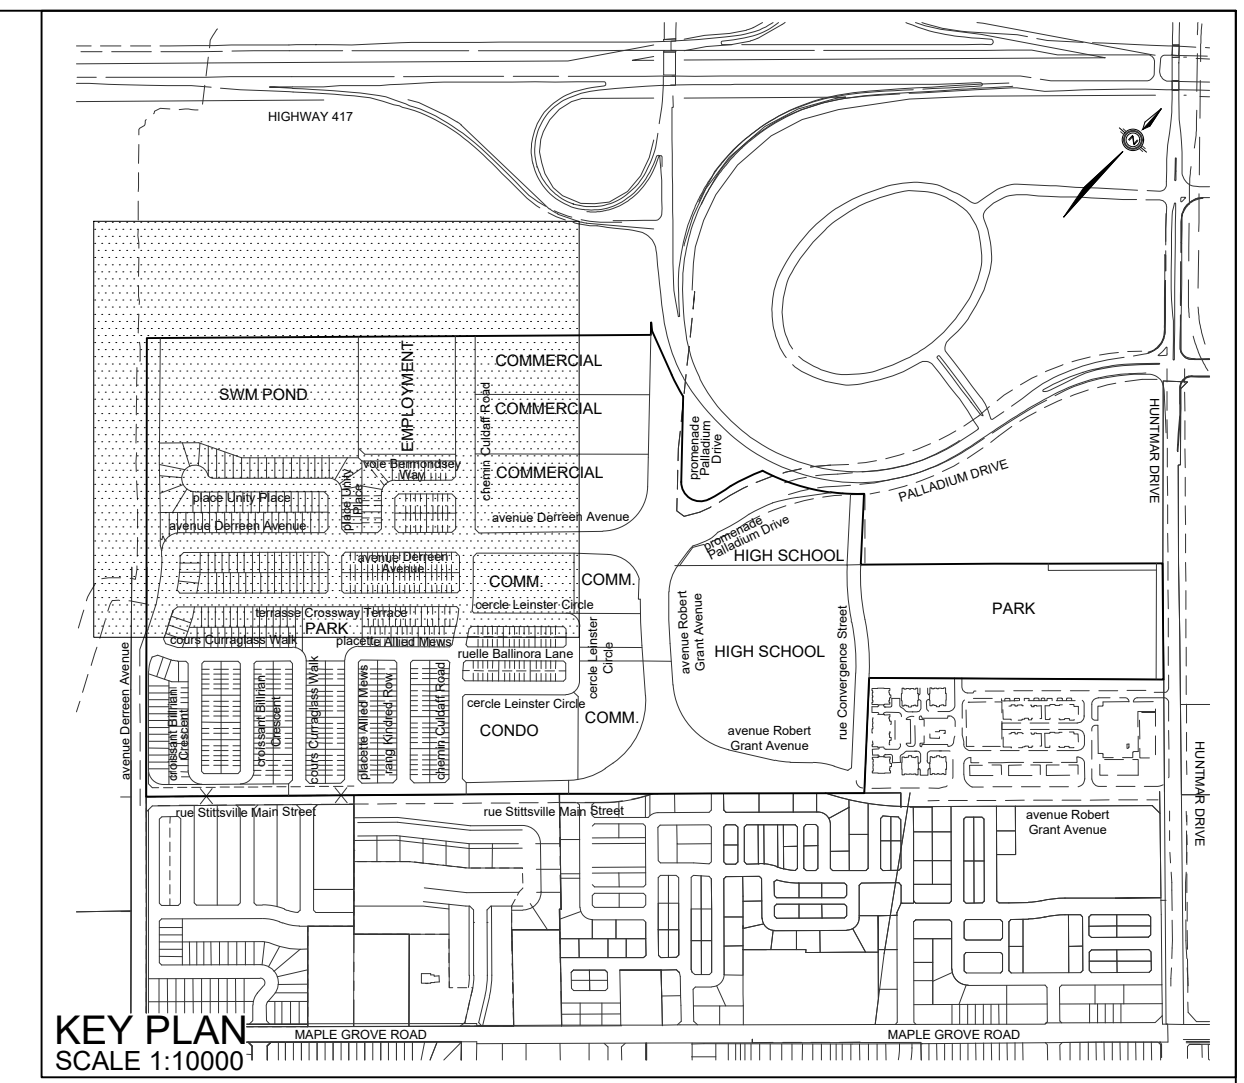 HIGHWAY 417
N
COMMERCIAL
SWM POND
EMPLOYMENT
chemin Culdaff Road
COMMERCIAL
COMMERCIAL
promenade
Palladium
Drive
PALLADIUM DRIVE
HUNTMAR DRIVE
voie Bermondsey
Way
place Unity Place
place Unity
Place
avenue Derreen Avenue
avenue Derreen Avenue
promenade
Palladium Drive
HIGH SCHOOL
avenue Derreen
Avenue
COMM.
COMM.
cercle Leinster Circle
terrasse Crossway Terrace
PARK
PARK
cours Curraglass Walk
placette Allied Mews
ruelle Ballinora Lane
cercle Leinster
Circle
avenue Robert
Grant Avenue
HIGH SCHOOL
rue Convergence Street
avenue Derreen Avenue
croissant Billrian
Crescent
croissant Billrian
Crescent
cours Curraglass Walk
placette Allied Mews
rang Kindred Row
chemin Culdaff Road
cercle Leinster Circle
CONDO
COMM.
avenue Robert
Grant Avenue
HUNTMAR DRIVE
rue Stittsville Main Street
rue Stittsville Main Street
avenue Robert
Grant Avenue
KEY PLAN
SCALE 1:10000
MAPLE GROVE ROAD
MAPLE GROVE ROAD